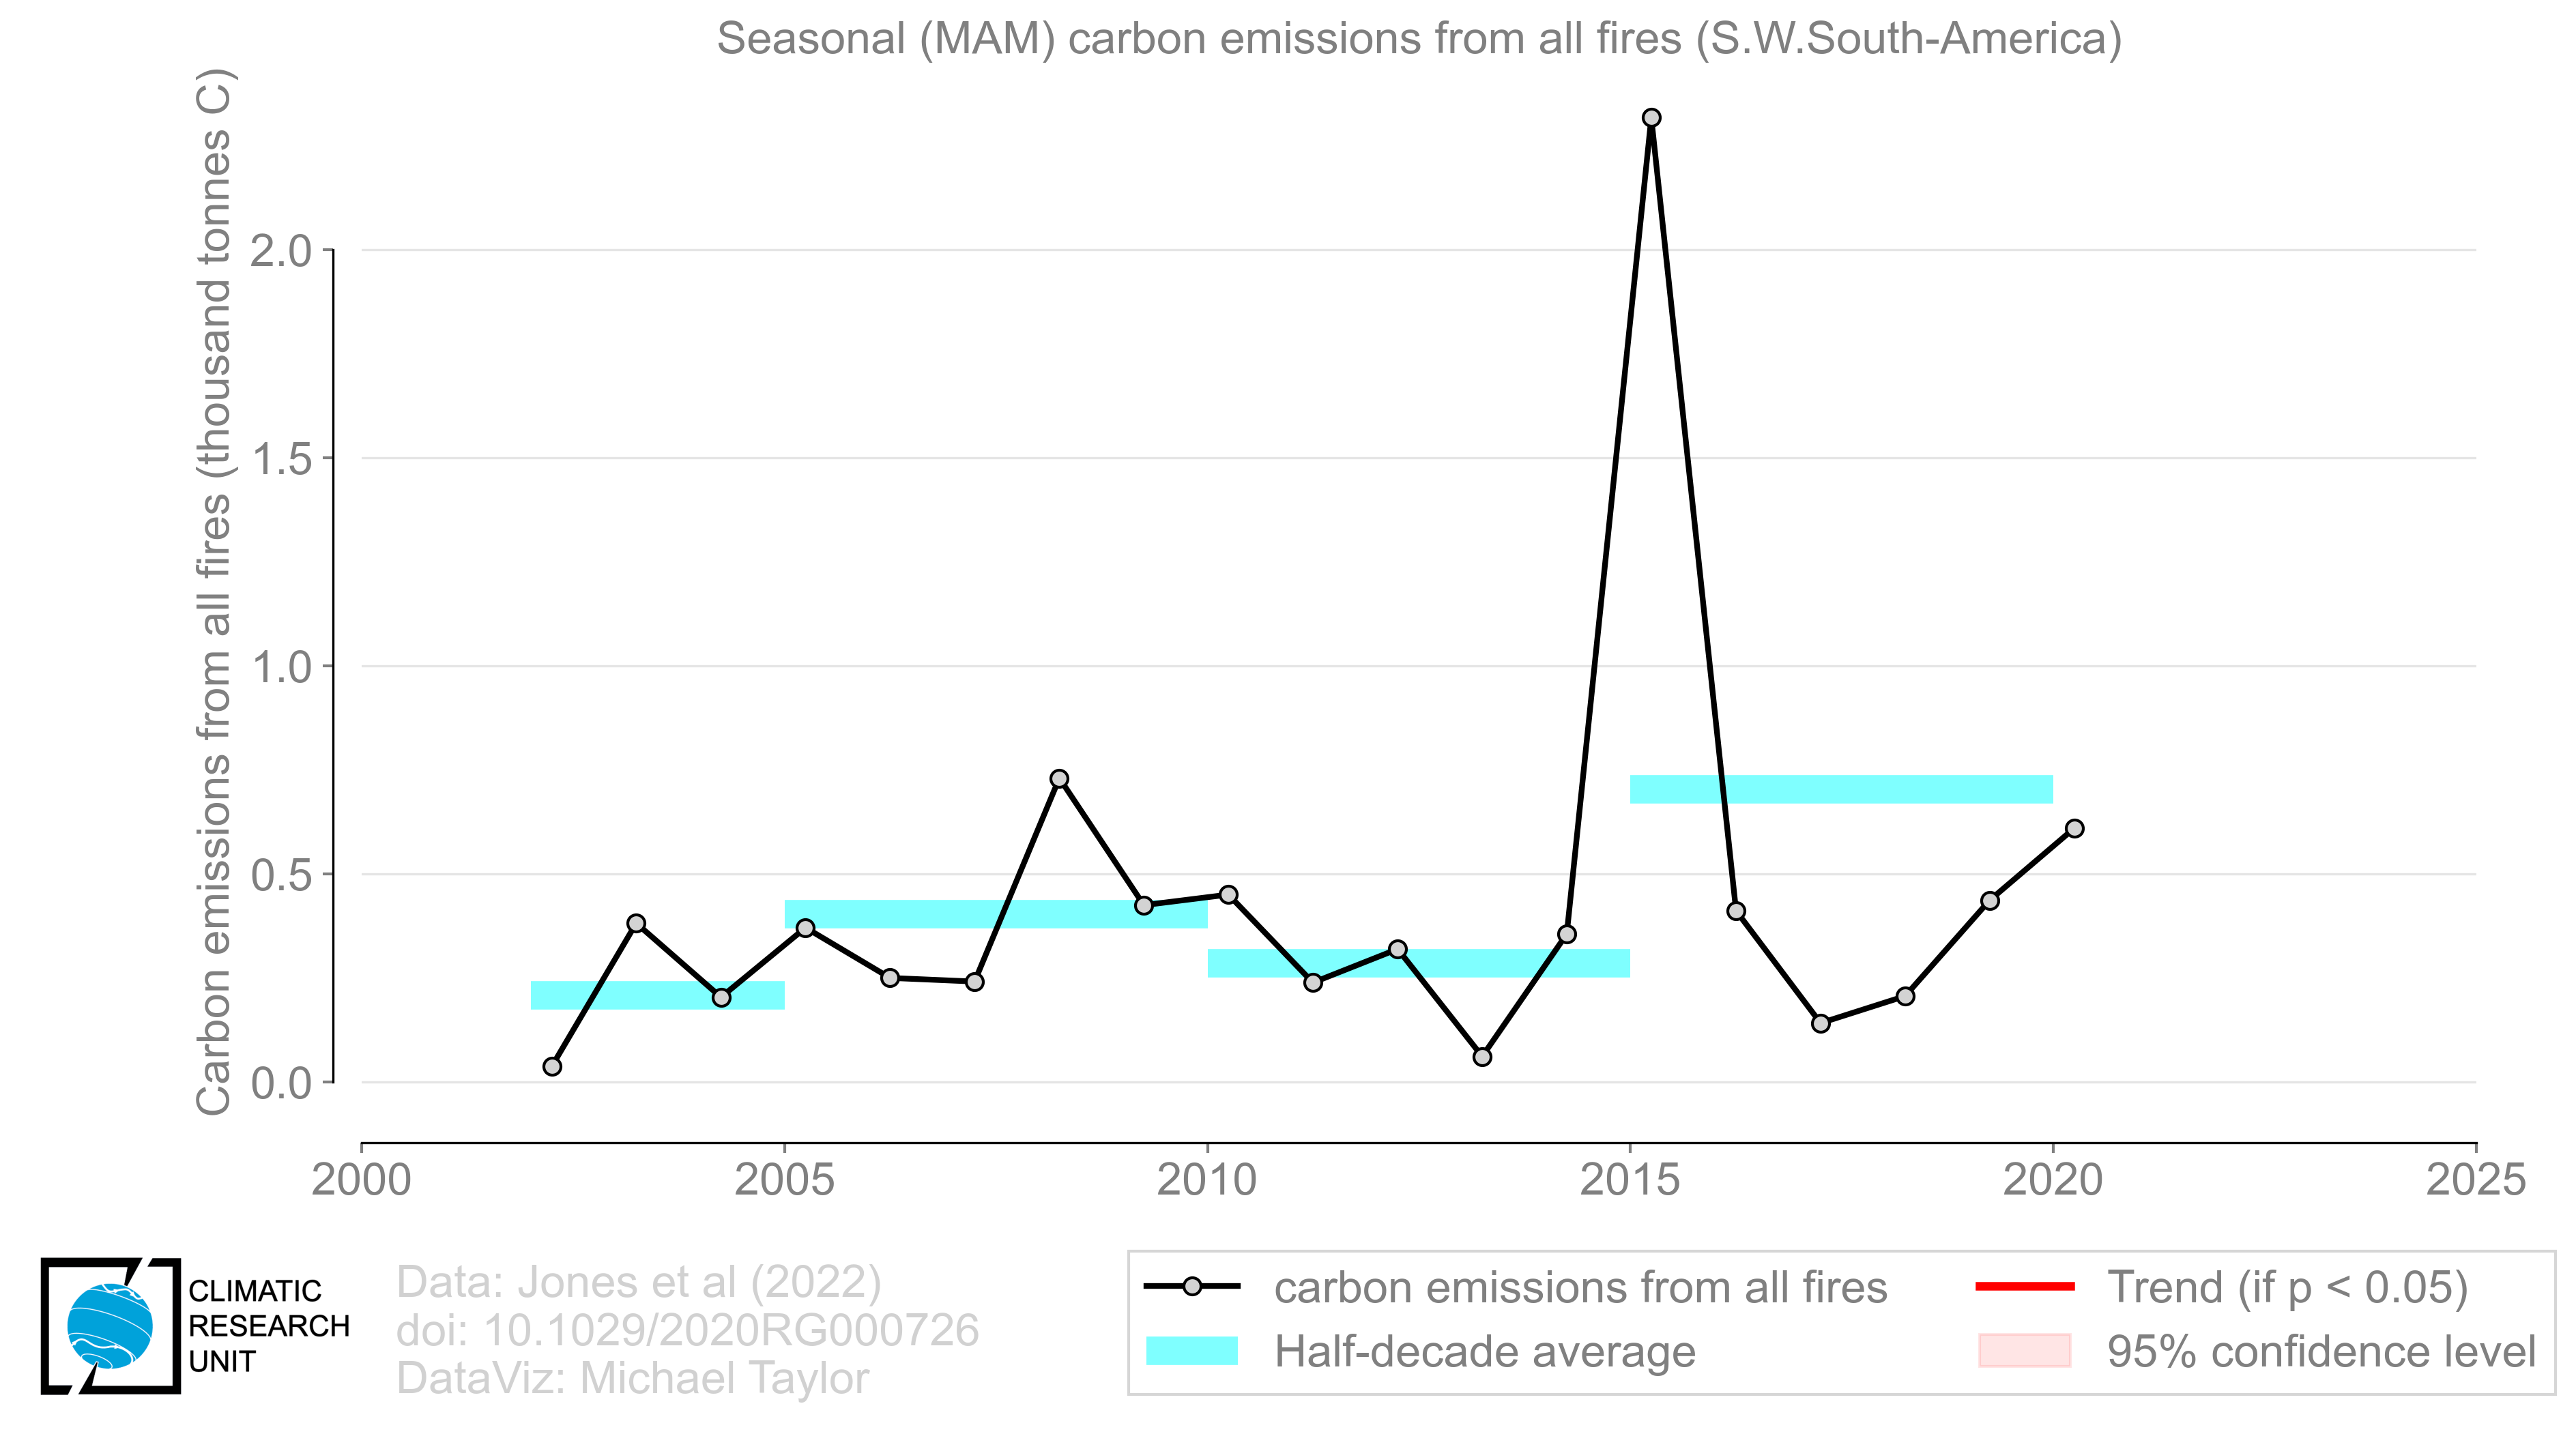 Seasonal (MAM) carbon emissions from all fires (S.W.South-America)
Carbon emissions from all fires (thousand tonnes C)
2.0
1.5
1.0
0.5
0.0
2000 2005 2010 2015 2020 2025
CLIMATIC
RESEARCH
UNIT
Data: Jones et al (2022)
doi: 10.1029/2020RG000726
DataViz: Michael Taylor
carbon emissions from all fires
Half-decade average
Trend (if p < 0.05)
95% confidence level